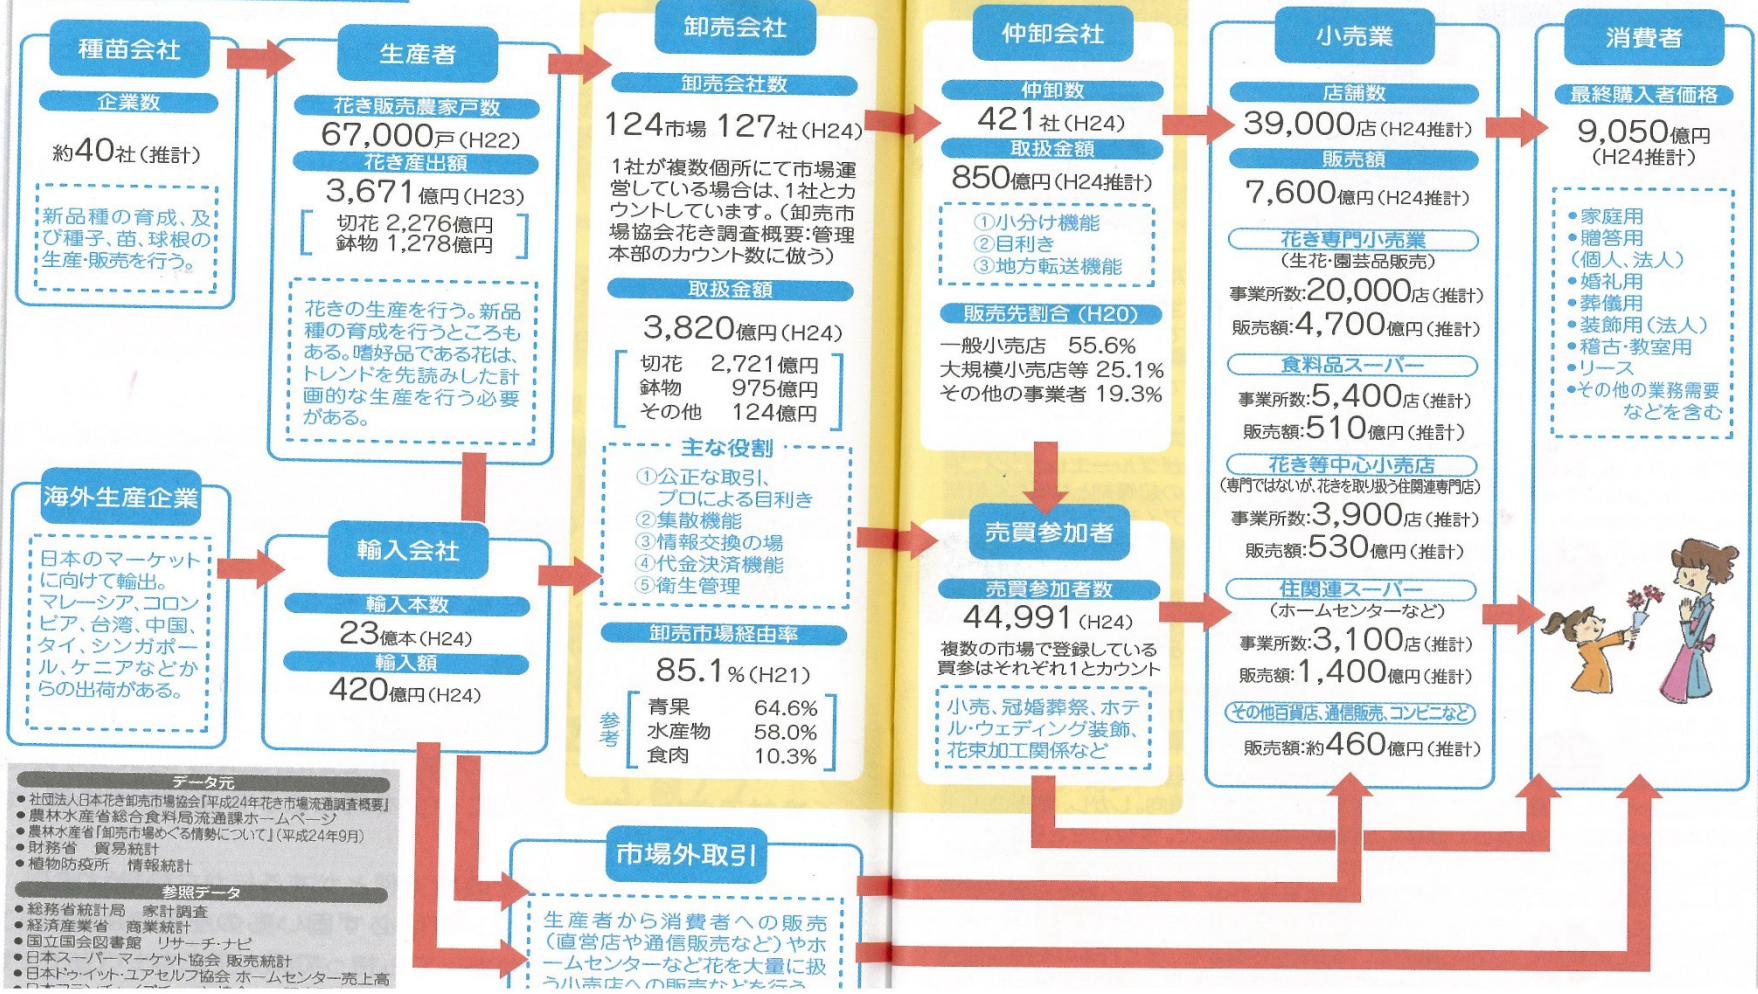 種苗会社
企業数
約40社(推計)
新品種の育成、及
び種子、苗、球根の
生産・販売を行う。
生産者
花き販売農家戸数
67,000戸(H22)
花き産出額
3,671億円(H23)
切花 2,276億円
鉢物 1,278億円
花きの生産を行う。新品
種の育成を行うところも
ある。嗜好品である花は、
トレンドを先読みした計
画的な生産を行う必要
がある。
海外生産企業
日本のマーケット
に向けて輸出。
マレーシア、コロン
ビア、台湾、中国、
タイ、シンガポー
ル、ケニアなどか
らの出荷がある。
輸入会社
輸入本数
23億本(H24)
輸入額
420億円(H24)
卸売会社
卸売会社数
124市場 127社(H24)
1社が複数個所にて市場運
営している場合は、1社とカ
ウントしています。(卸売市
場協会花き調査概要:管理
本部のカウント数に倣う)
取扱金額
3,820億円(H24)
切花 2,721億円
鉢物 975億円
その他 124億円
主な役割
①公正な取引、
プロによる目利き
②集散機能
③情報交換の場
④代金決済機能
⑤衛生管理
卸売市場経由率
85.1%(H21)
参考
青果 64.6%
水産物 58.0%
食肉 10.3%
仲卸会社
仲卸数
421社(H24)
取扱金額
850億円(H24推計)
①小分け機能
②目利き
③地方転送機能
販売先割合(H20)
一般小売店 55.6%
大規模小売店等 25.1%
その他の事業者 19.3%
売買参加者
売買参加者数
44,991(H24)
複数の市場で登録している
買参はそれぞれ1とカウント
小売、冠婚葬祭、ホテ
ル・ウェディング装飾、
花束加工関係など
小売業
店舗数
39,000店(H24推計)
販売額
7,600億円(H24推計)
花き専門小売業
(生花・園芸品販売)
事業所数:20,000店(推計)
販売額:4,700億円(推計)
食料品スーパー
事業所数:5,400店(推計)
販売額:510億円(推計)
花き等中心小売店
(専門ではないが、花きを取り扱う住関連専門店)
事業所数:3,900店(推計)
販売額:530億円(推計)
住関連スーパー
(ホームセンターなど)
事業所数:3,100店(推計)
販売額:1,400億円(推計)
その他百貨店、通信販売、コンビニなど
販売額:約460億円(推計)
消費者
最終購入者価格
9,050億円
(H24推計)
●家庭用
●贈答用
(個人、法人)
●婚礼用
●葬儀用
●装飾用(法人)
●稽古・教室用
●リース
●その他の業務需要
などを含む
市場外取引
生産者から消費者への販売
(直営店や通信販売など)やホ
ームセンターなど花を大量に扱
う小売店への販売などを行う
データ元
●社団法人日本花き卸売市場協会『平成24年花き市場流通調査概要』
●農林水産省総合食料局流通課ホームページ
●農林水産省「卸売市場めぐる情勢について」(平成24年9月)
●財務省 貿易統計
●植物防疫所 情報統計
参照データ
●総務省統計局 家計調査
●経済産業省 商業統計
●国立国会図書館 リサーチ・ナビ
●日本スーパーマーケット協会 販売統計
●日本ドゥ・イット・ユアセルフ協会 ホームセンター売上高